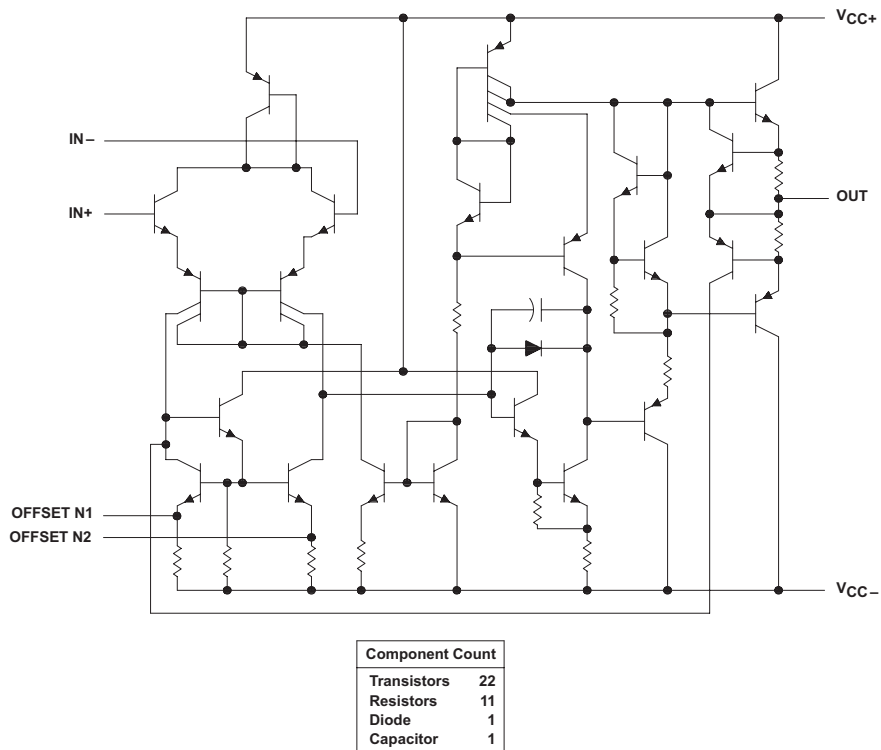 VCC+
IN−
IN+
OUT
OFFSET N1
OFFSET N2
VCC−
Component Count
Transistors 22
Resistors 11
Diode 1
Capacitor 1